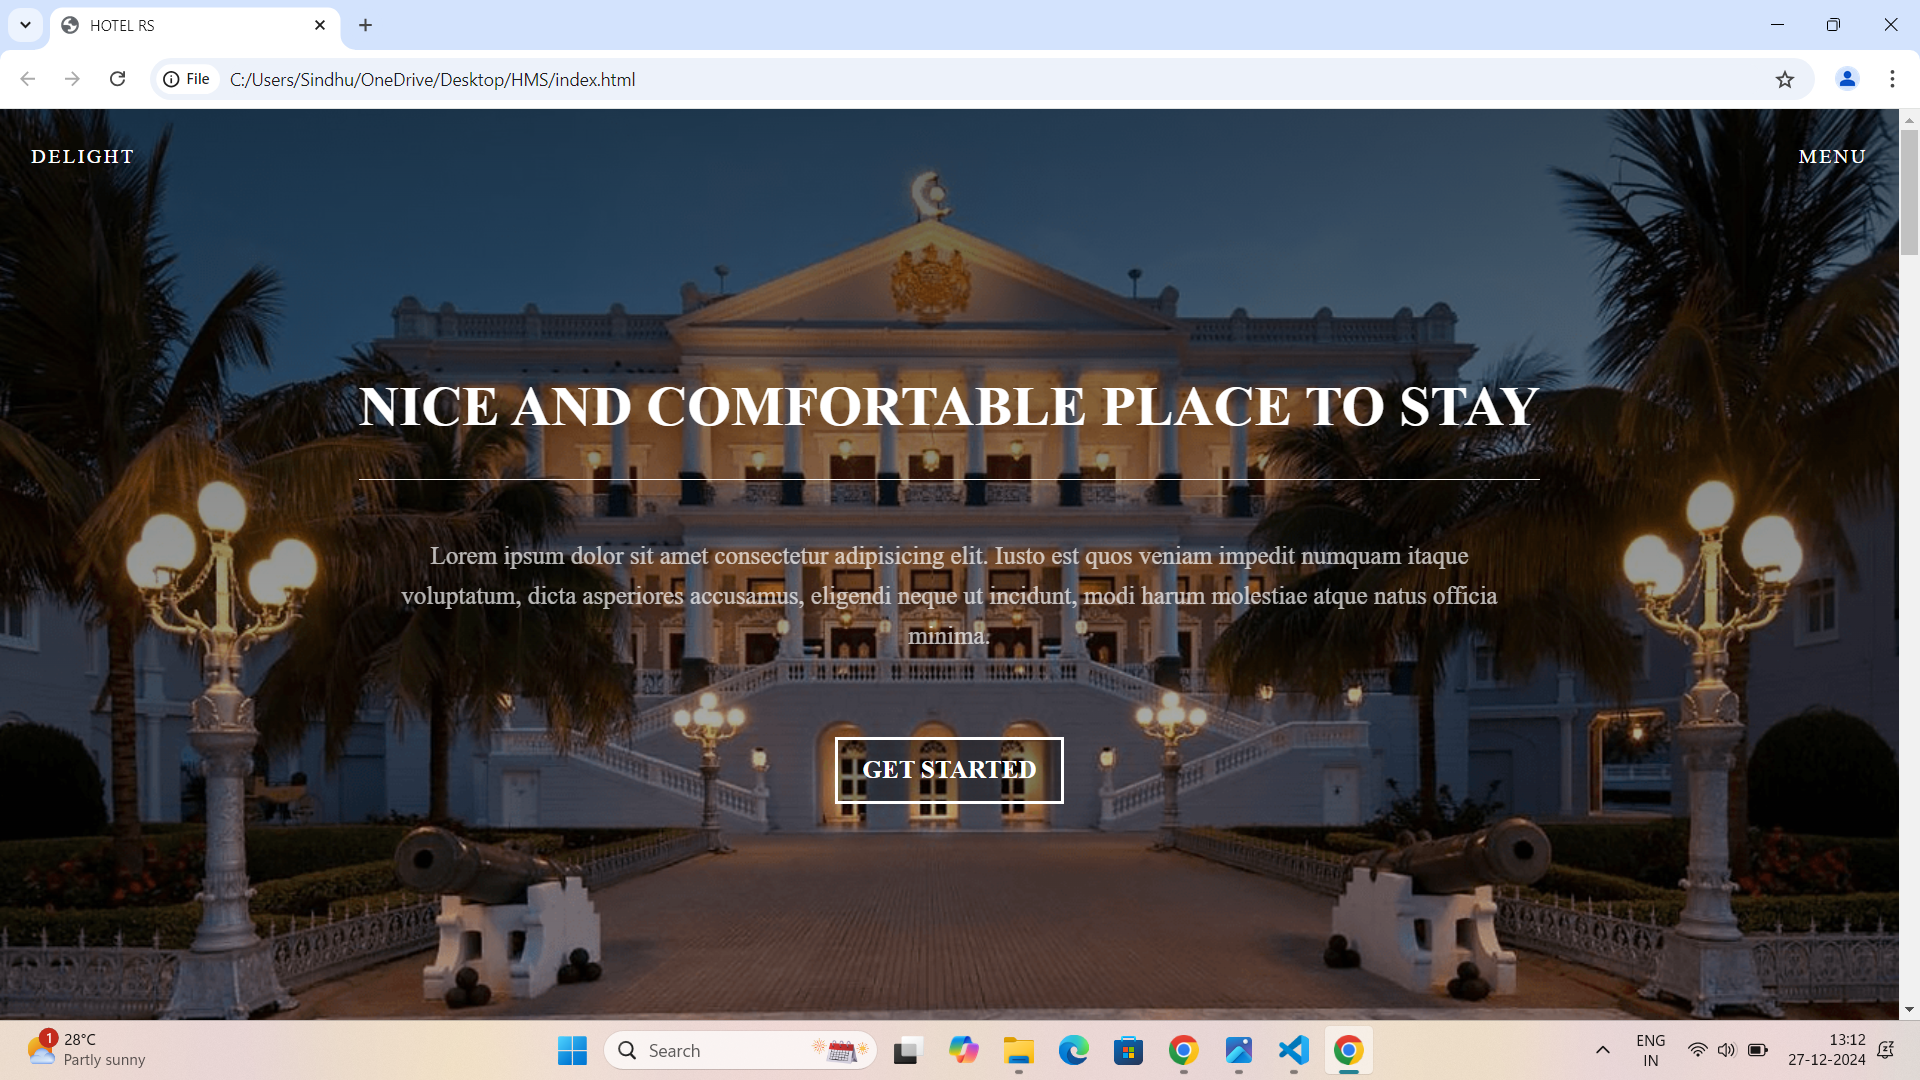 HOTEL RS
File
C:/Users/Sindhu/OneDrive/Desktop/HMS/index.html
DELIGHT
MENU
NICE AND COMFORTABLE PLACE TO STAY
Lorem ipsum dolor sit amet consectetur adipisicing elit. Iusto est quos veniam impedit numquam itaque
voluptatum, dicta asperiores accusamus, eligendi neque ut incidunt, modi harum molestiae atque natus officia
minima.
GET STARTED
1
28°C
Partly sunny
Search
ENG
IN
13:12
27-12-2024